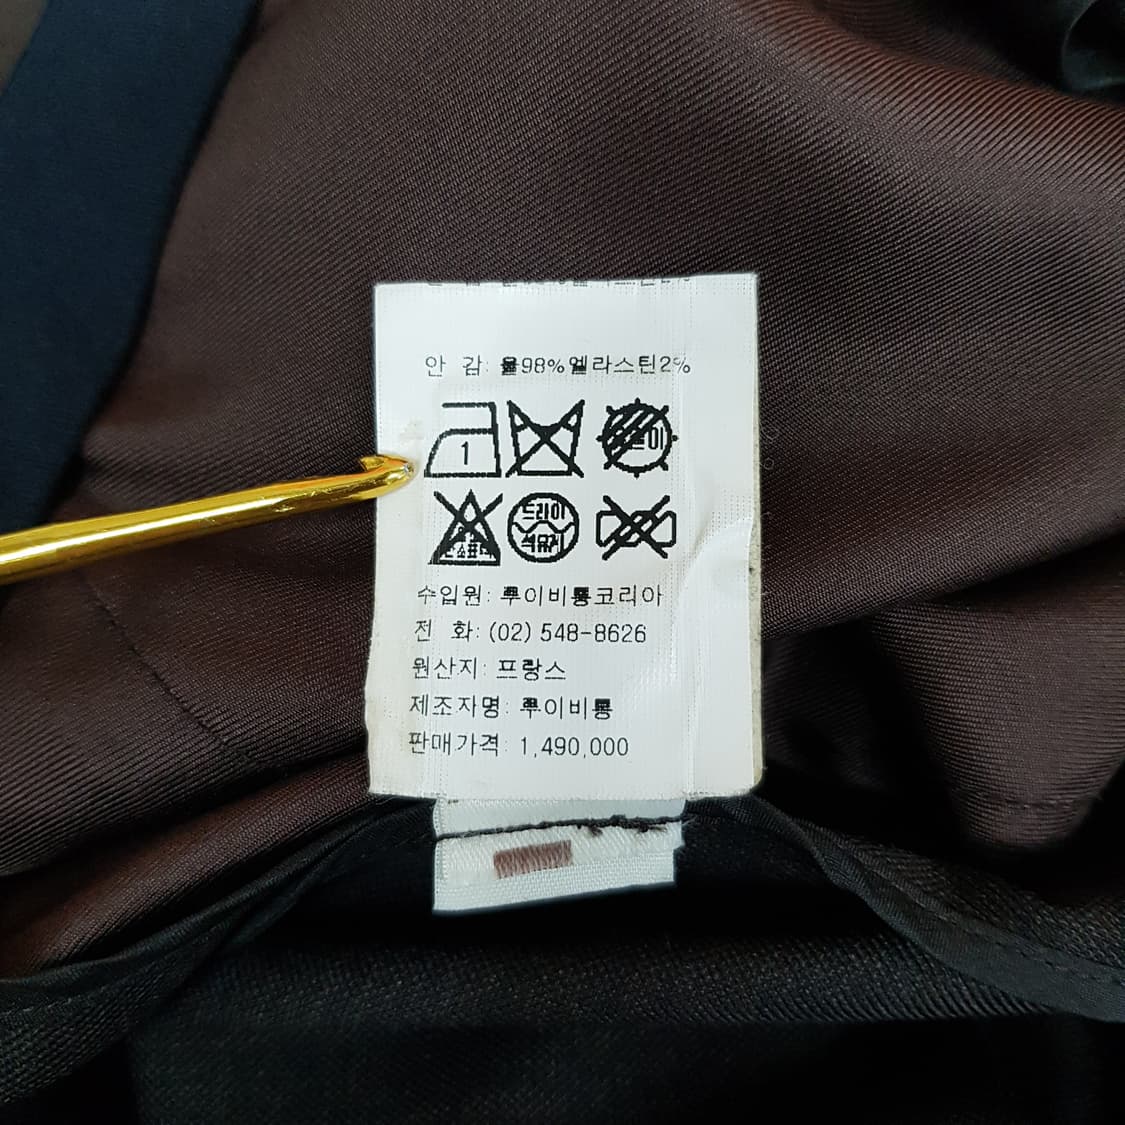 안 감: 울98%엘라스틴2%
1
드라이
석유계
수입원: 루이비통코리아
전 화: (02) 548-8626
원산지: 프랑스
제조자명: 루이비통
판매가격: 1,490,000